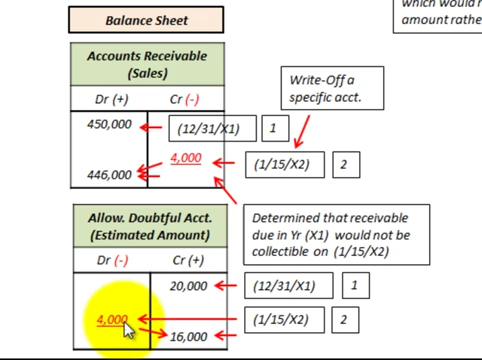 which would r
amount rathe
Balance Sheet
Accounts Receivable
(Sales)
Dr (+) Cr (-)
450,000
(12/31/X1) 1
Write-Off a
specific acct.
4,000
(1/15/X2) 2
446,000
Allow. Doubtful Acct.
(Estimated Amount)
Dr (-) Cr (+)
Determined that receivable
due in Yr (X1) would not be
collectible on (1/15/X2)
20,000 (12/31/X1) 1
4,000 (1/15/X2) 2
16,000